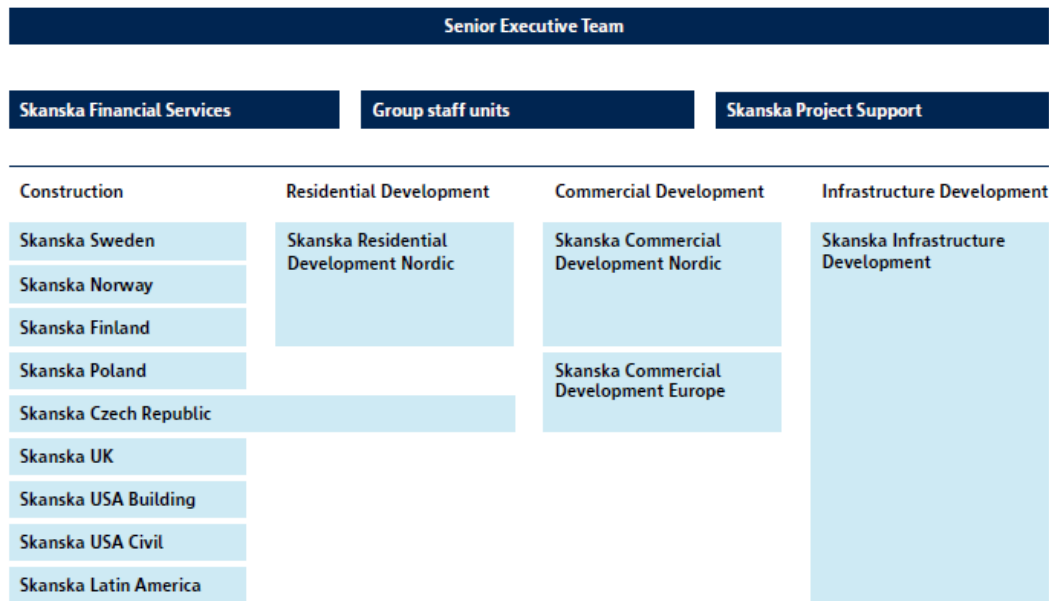 Senior Executive Team
Skanska Financial Services
Group staff units
Skanska Project Support
Construction
Residential Development
Commercial Development
Infrastructure Development
Skanska Sweden
Skanska Norway
Skanska Finland
Skanska Poland
Skanska Czech Republic
Skanska UK
Skanska USA Building
Skanska USA Civil
Skanska Latin America
Skanska Residential
Development Nordic
Skanska Commercial
Development Nordic
Skanska Commercial
Development Europe
Skanska Infrastructure
Development